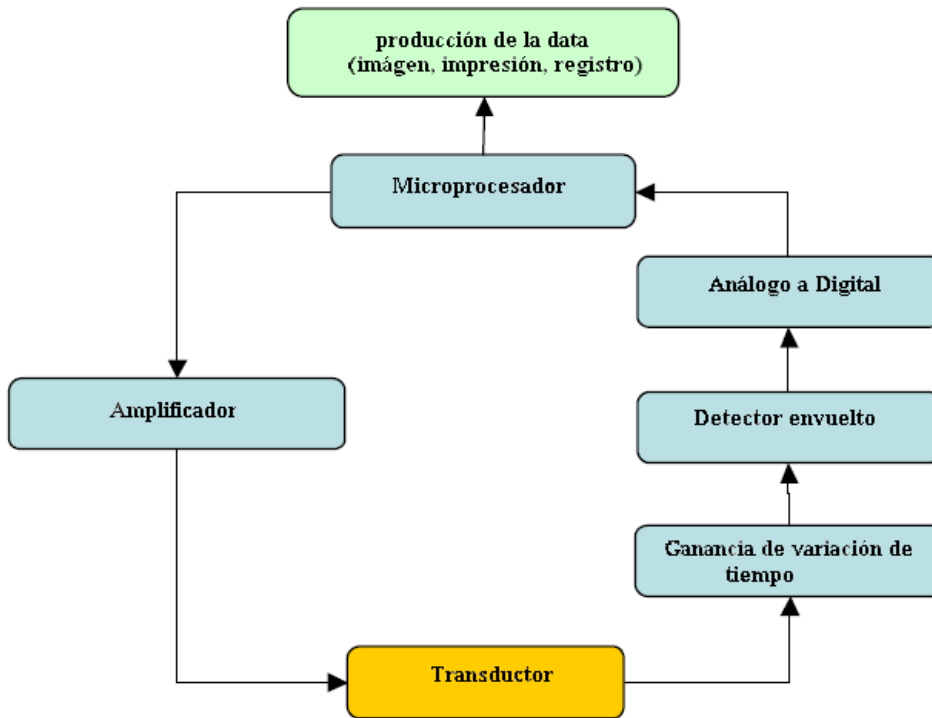 producción de la data
(imágen, impresión, registro)
Microprocesador
Análogo a Digital
Amplificador
Detector envuelto
Ganancia de variación de
tiempo
Transductor